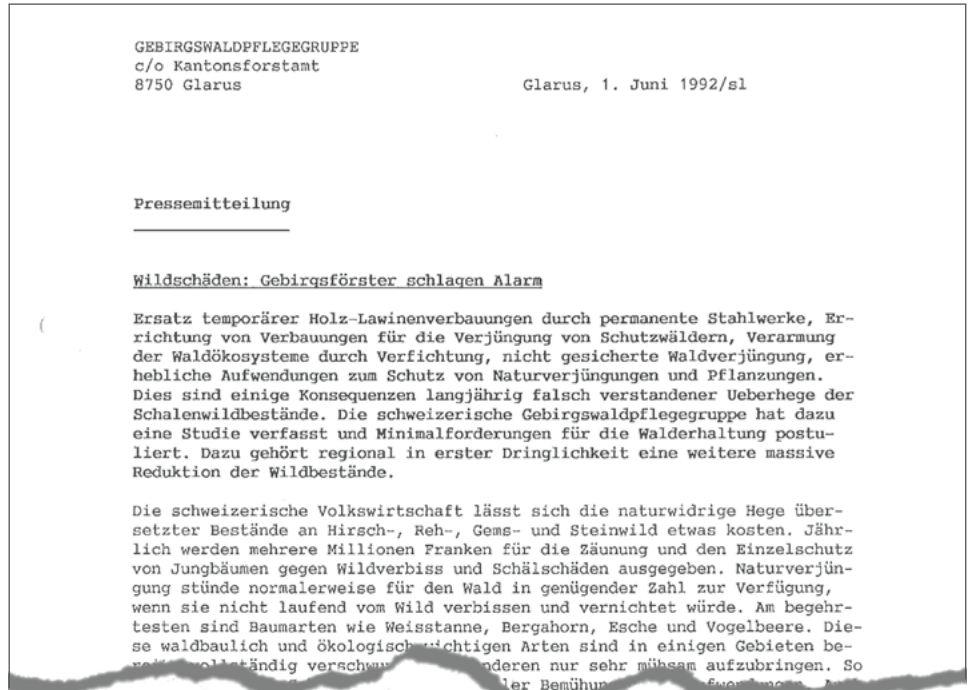 GEBIRGSWALDPFLEGEGRUPPE
c/o Kantonsforstamt
8750 Glarus
Glarus, 1. Juni 1992/sl
Pressemitteilung
Wildschäden: Gebirgsförster schlagen Alarm
Ersatz temporärer Holz-Lawinenverbauungen durch permanente Stahlwerke, Er-
richtung von Verbauungen für die Verjüngung von Schutzwäldern, Verarmung
der Waldökosysteme durch Verfichtung, nicht gesicherte Waldverjüngung, er-
hebliche Aufwendungen zum Schutz von Naturverjüngungen und Pflanzungen.
Dies sind einige Konsequenzen langjährig falsch verstandener Ueberhege der
Schalenwildbestände. Die schweizerische Gebirgswaldpflegegruppe hat dazu
eine Studie verfasst und Minimalforderungen für die Walderhaltung postu-
liert. Dazu gehört regional in erster Dringlichkeit eine weitere massive
Reduktion der Wildbestände.
Die schweizerische Volkswirtschaft lässt sich die naturwidrige Hege über-
setzter Bestände an Hirsch-, Reh-, Gems- und Steinwild etwas kosten. Jähr-
lich werden mehrere Millionen Franken für die Zäunung und den Einzelschutz
von Jungbäumen gegen Wildverbiss und Schälschäden ausgegeben. Naturverjün-
gung stünde normalerweise für den Wald in genügender Zahl zur Verfügung,
wenn sie nicht laufend vom Wild verbissen und vernichtet würde. Am begehr-
testen sind Baumarten wie Weisstanne, Bergahorn, Esche und Vogelbeere. Die-
se waldbaulich und ökologisch wichtigen Arten sind in einigen Gebieten be-
nur sehr mühsam aufzubringen. So